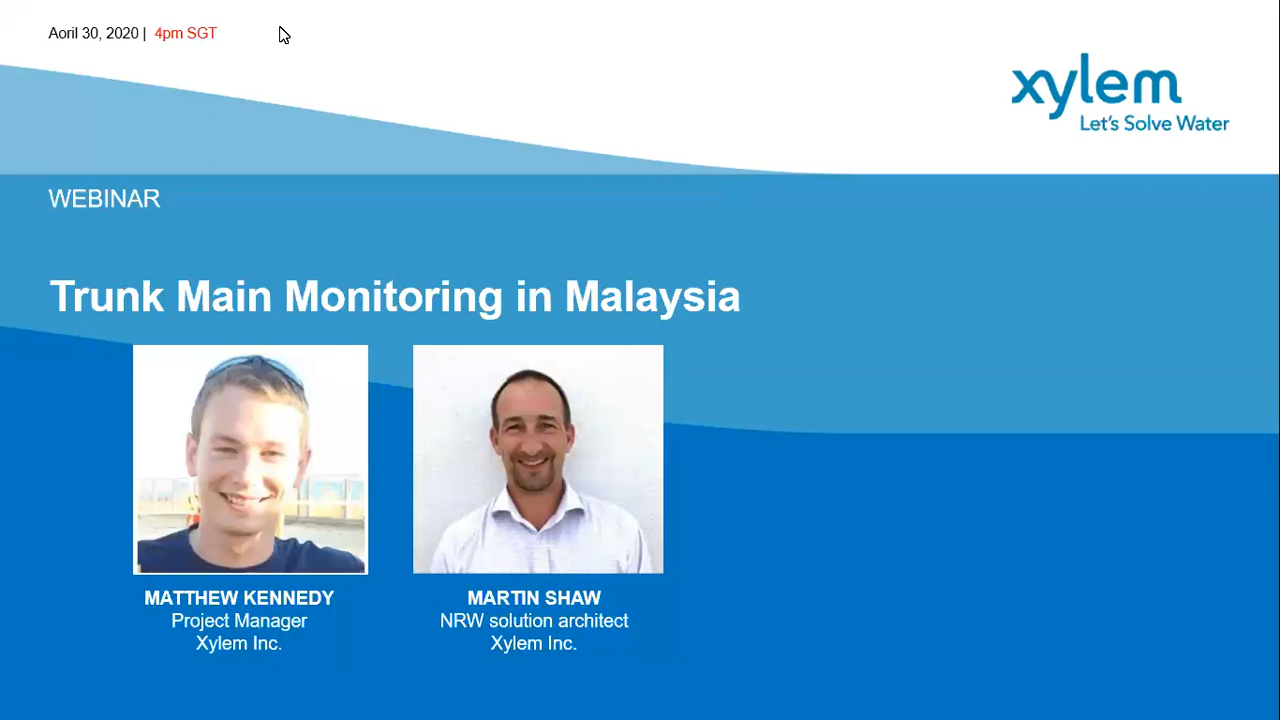 Aoril 30, 2020 | 4pm SGT
xylem
Let's Solve Water
WEBINAR
Trunk Main Monitoring in Malaysia
MATTHEW KENNEDY
Project Manager
Xylem Inc.
MARTIN SHAW
NRW solution architect
Xylem Inc.